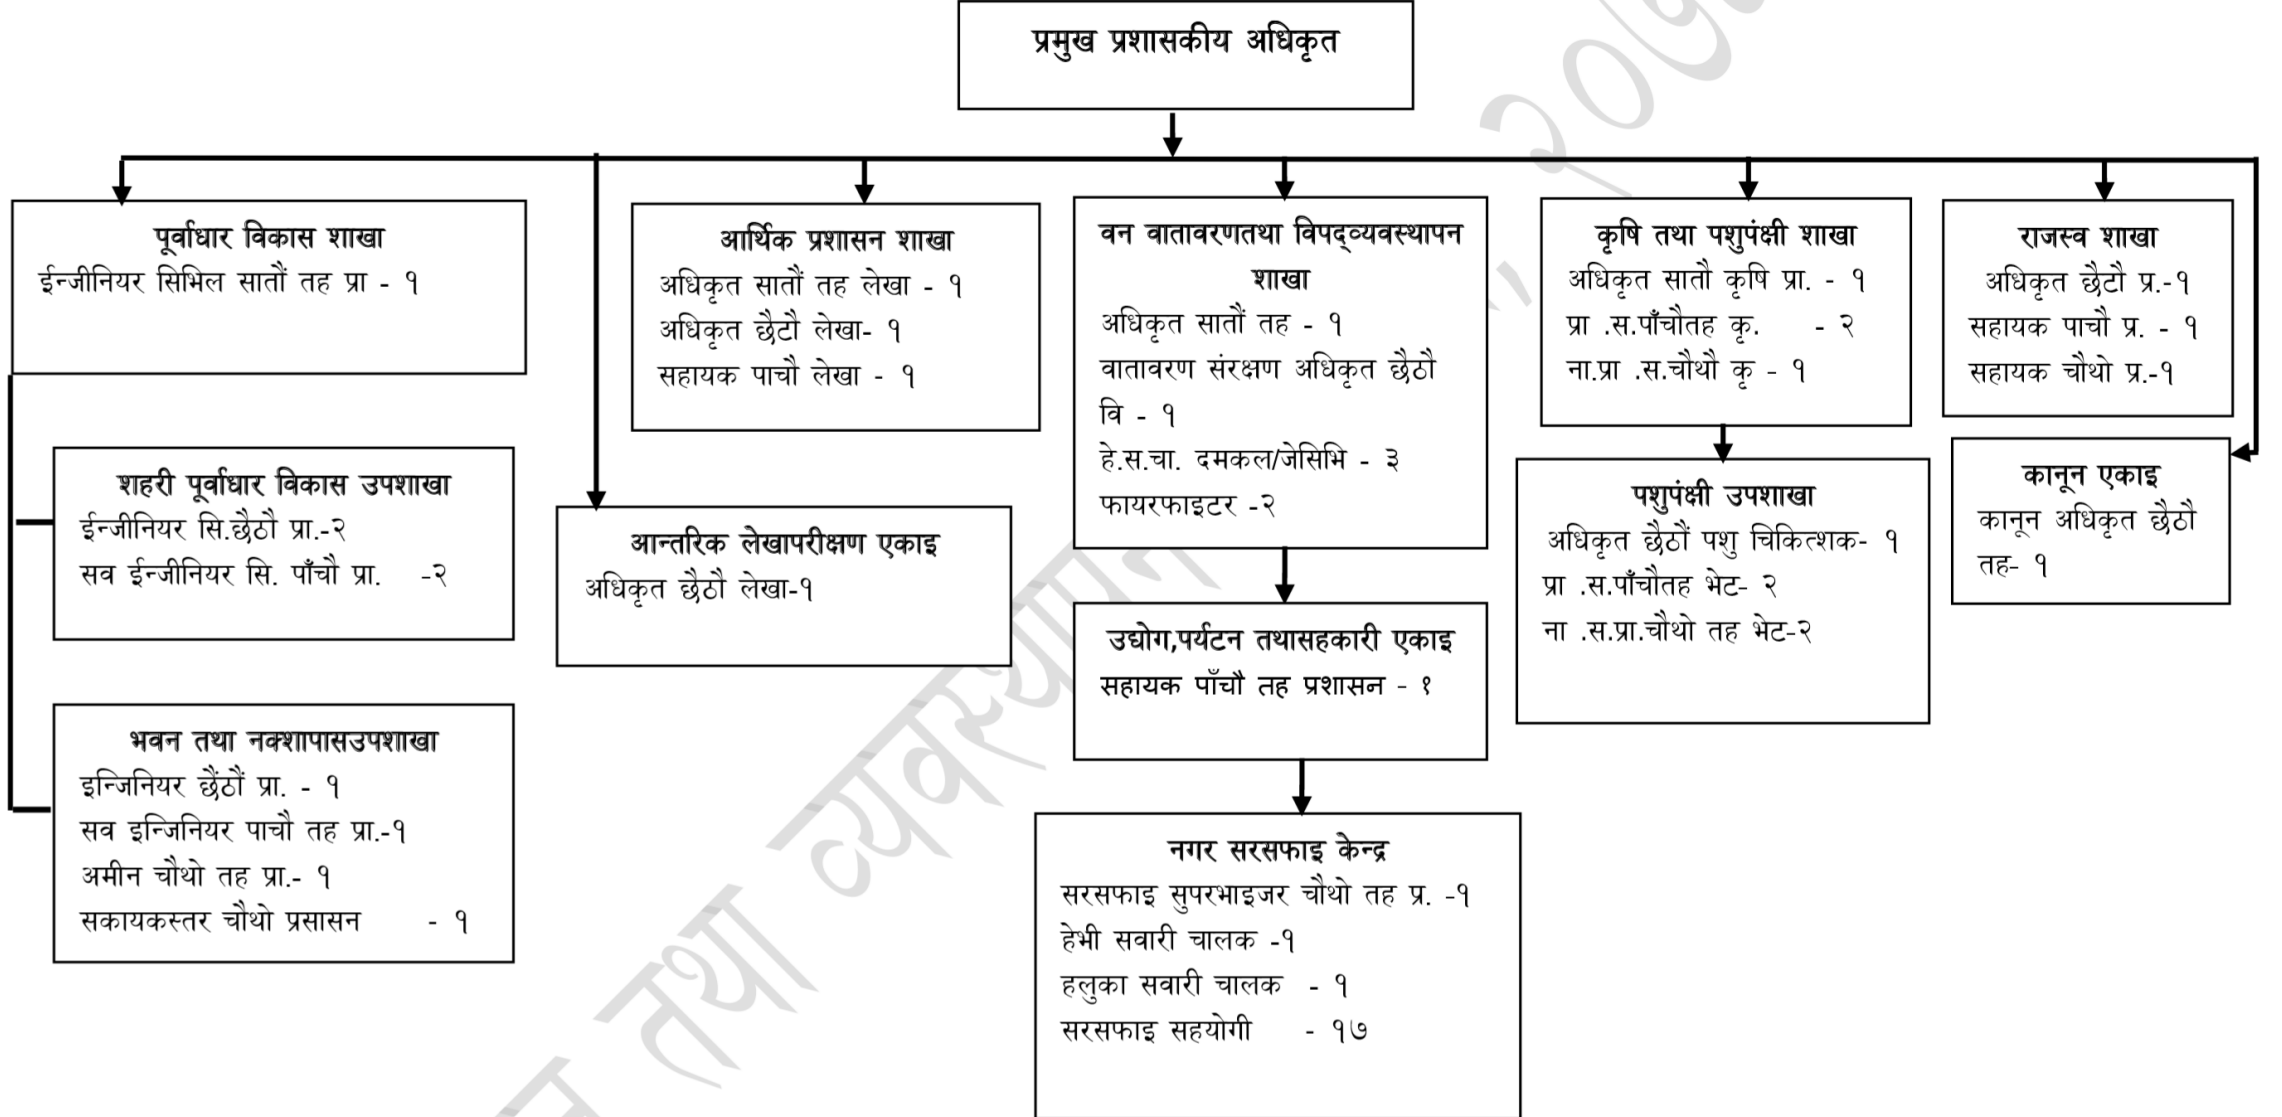 प्रमुख प्रशासकीय अधिकृत
पूर्वाधार विकास शाखा
ईन्जीनियर सिभिल सातौं तह प्रा - १
शहरी पूर्वाधार विकास उपशाखा
ईन्जीनियर सि.छैठौ प्रा.-२
सव ईन्जीनियर सि. पाँचौ प्रा. -२
भवन तथा नक्शापासउपशाखा
इन्जिनियर छैंठौं प्रा. - १
सव इन्जिनियर पाचौ तह प्रा.-१
अमीन चौथो तह प्रा.- १
सकायकस्तर चौथो प्रसासन - १
आर्थिक प्रशासन शाखा
अधिकृत सातौं तह लेखा - १
अधिकृत छैटौ लेखा- १
सहायक पाचौ लेखा - १
आन्तरिक लेखापरीक्षण एकाइ
अधिकृत छैठौ लेखा-१
वन वातावरणतथा विपद्व्यवस्थापन
शाखा
अधिकृत सातौं तह - १
वातावरण संरक्षण अधिकृत छैठौ
वि - १
हे.स.चा. दमकल/जेसिभि - ३
फायरफाइटर -२
उद्योग,पर्यटन तथासहकारी एकाइ
सहायक पाँचौ तह प्रशासन - १
नगर सरसफाइ केन्द्र
सरसफाइ सुपरभाइजर चौथो तह प्र. -१
हेभी सवारी चालक -१
हलुका सवारी चालक - १
सरसफाइ सहयोगी - १७
कृषि तथा पशुपंक्षी शाखा
अधिकृत सातौ कृषि प्रा. - १
प्रा .स.पाँचौतह कृ. - २
ना.प्रा .स.चौथौ कृ - १
पशुपंक्षी उपशाखा
अधिकृत छैठौं पशु चिकित्शक- १
प्रा .स.पाँचौतह भेट- २
ना .स.प्रा.चौथो तह भेट-२
राजस्व शाखा
अधिकृत छैटौ प्र.-१
सहायक पाचौ प्र. - १
सहायक चौथो प्र.-१
कानून एकाइ
कानून अधिकृत छैठौ
तह- १
तथा व्यवस्थापन